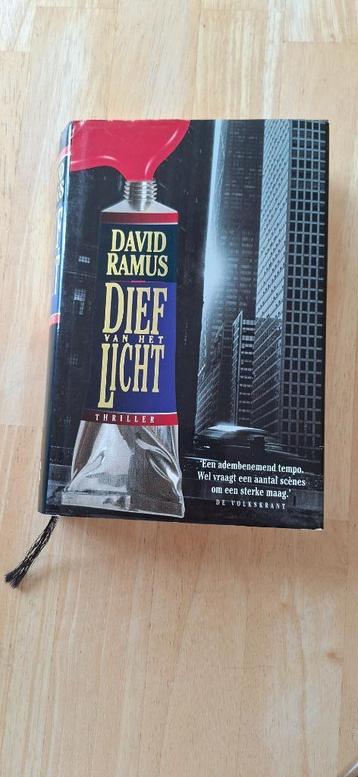 DAVID
RAMUS
DIEF
VAN HET
LICHT
THRILLER
'Een adembenemend tempo.
Wel vraagt een aantal scènes
om een sterke maag.'
DE VOLKSKRANT